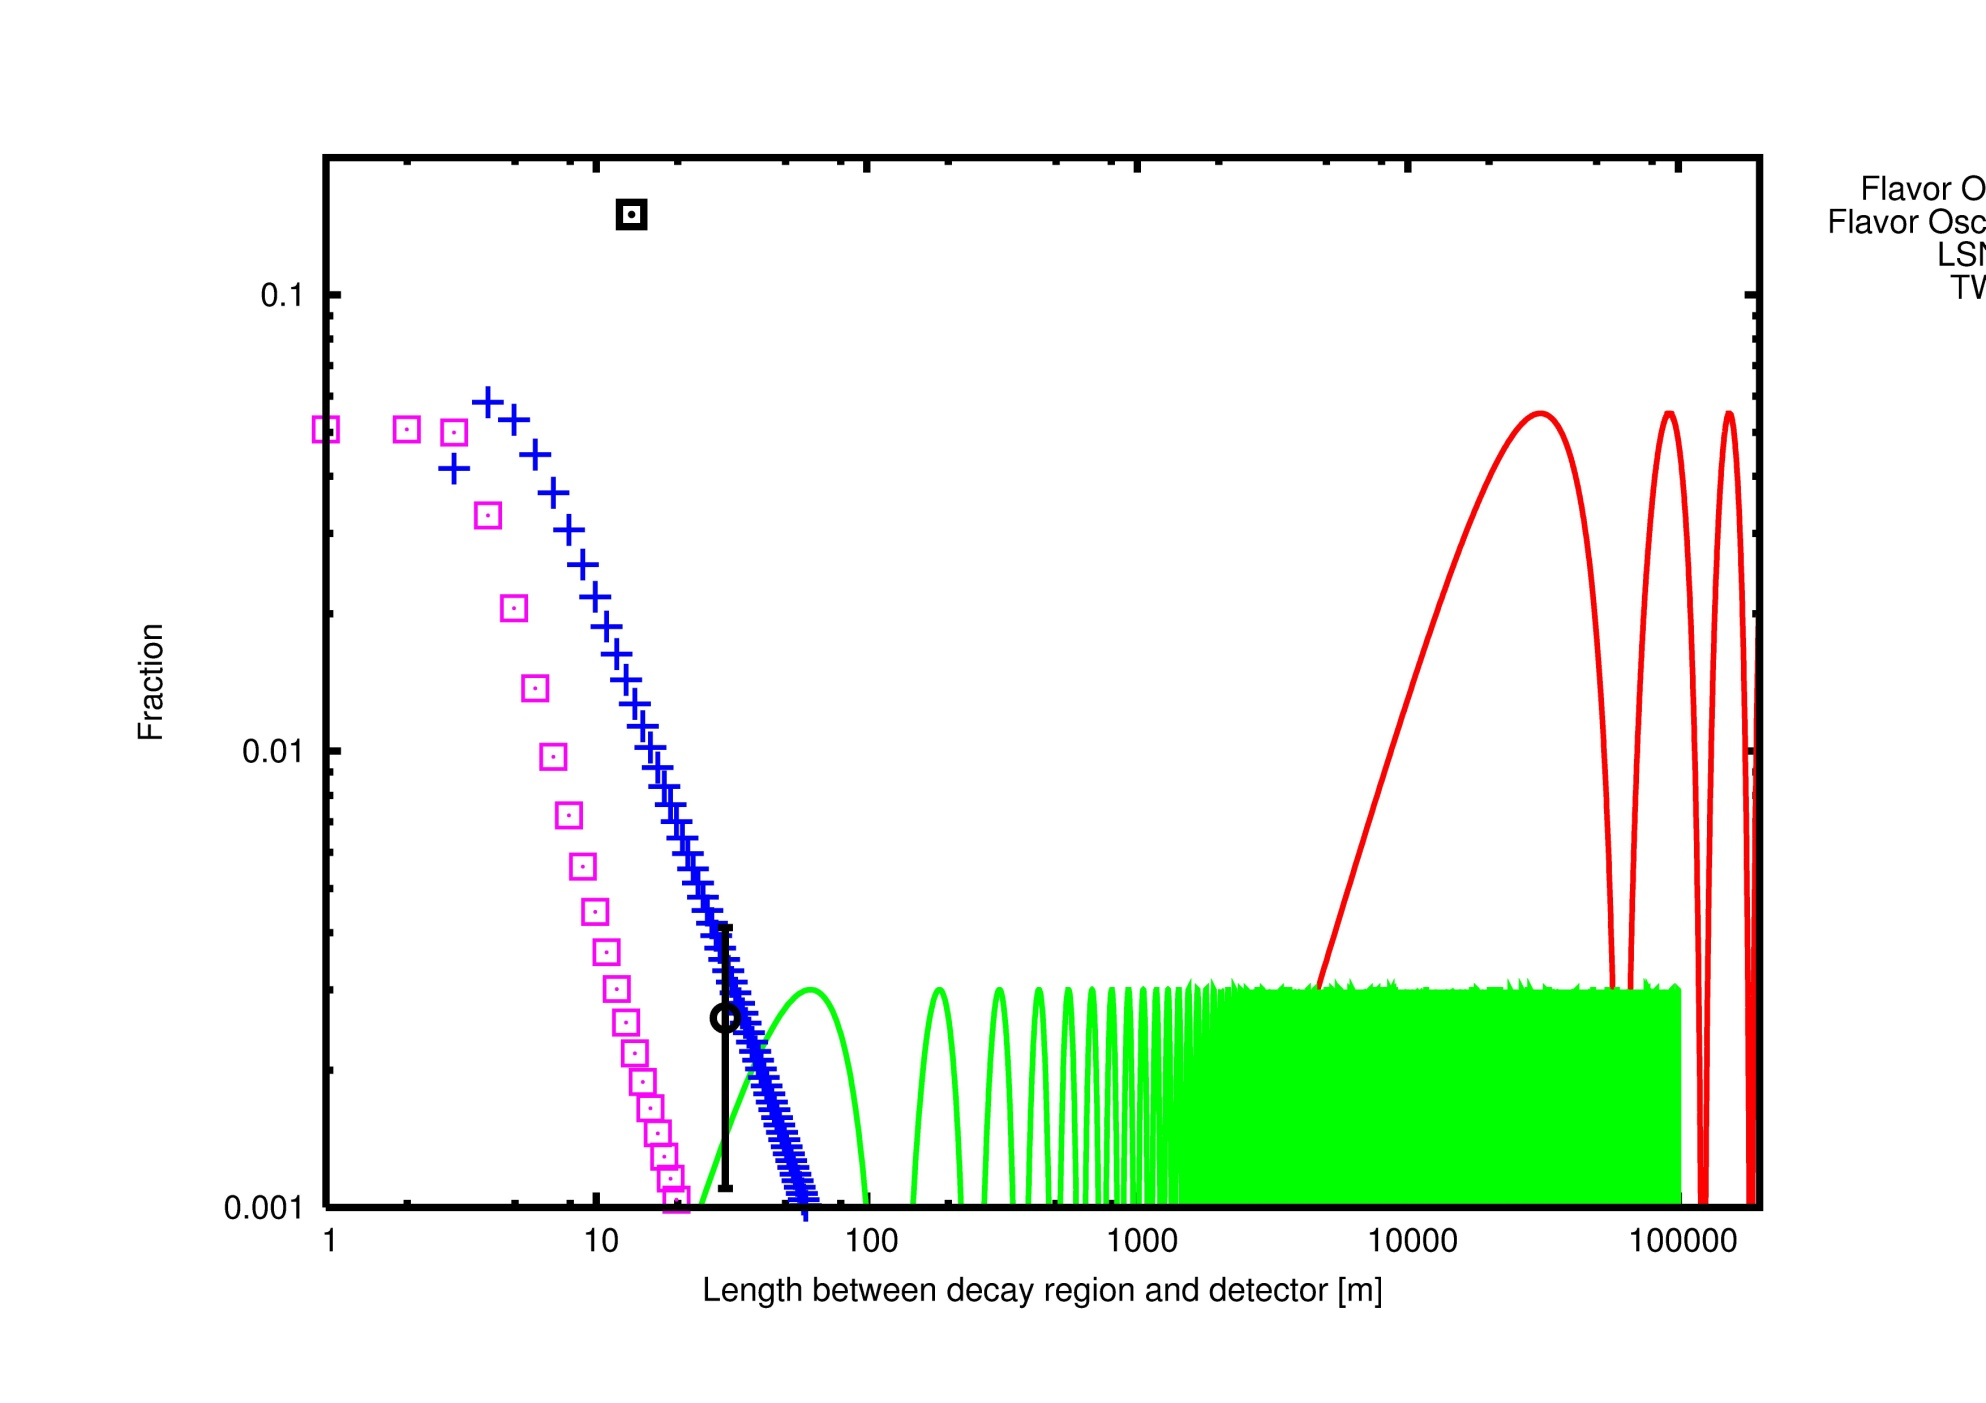 Flavor O
Flavor Osc
LSN
TW
0.1
0.01
0.001
Fraction
1 10 100 1000 10000 100000
Length between decay region and detector [m]